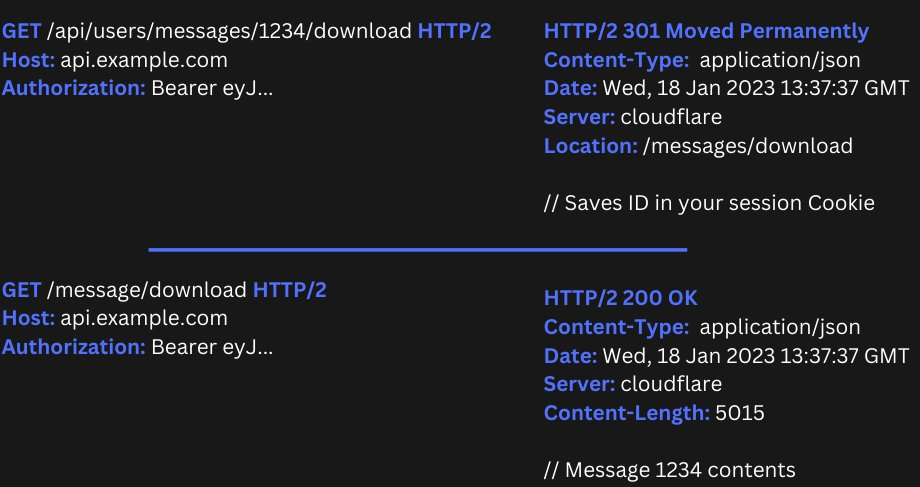 GET /api/users/messages/1234/download HTTP/2
Host: api.example.com
Authorization: Bearer eyJ...
HTTP/2 301 Moved Permanently
Content-Type: application/json
Date: Wed, 18 Jan 2023 13:37:37 GMT
Server: cloudflare
Location: /messages/download
// Saves ID in your session Cookie
GET /message/download HTTP/2
Host: api.example.com
Authorization: Bearer eyJ...
HTTP/2 200 OK
Content-Type: application/json
Date: Wed, 18 Jan 2023 13:37:37 GMT
Server: cloudflare
Content-Length: 5015
// Message 1234 contents